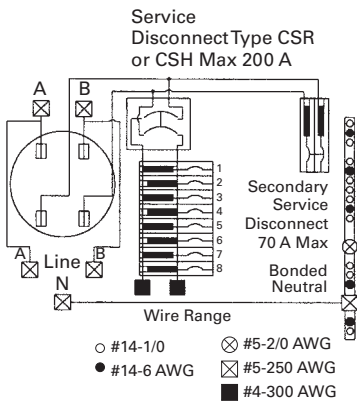 Service
Disconnect Type CSR
or CSH Max 200 A
A
B
1
2
3
4
5
6
7
8
Secondary
Service
Disconnect
70 A Max
A
Line
B
N
Bonded
Neutral
Wire Range
#14-1/0
#5-2/0 AWG
#14-6 AWG
#5-250 AWG
#4-300 AWG